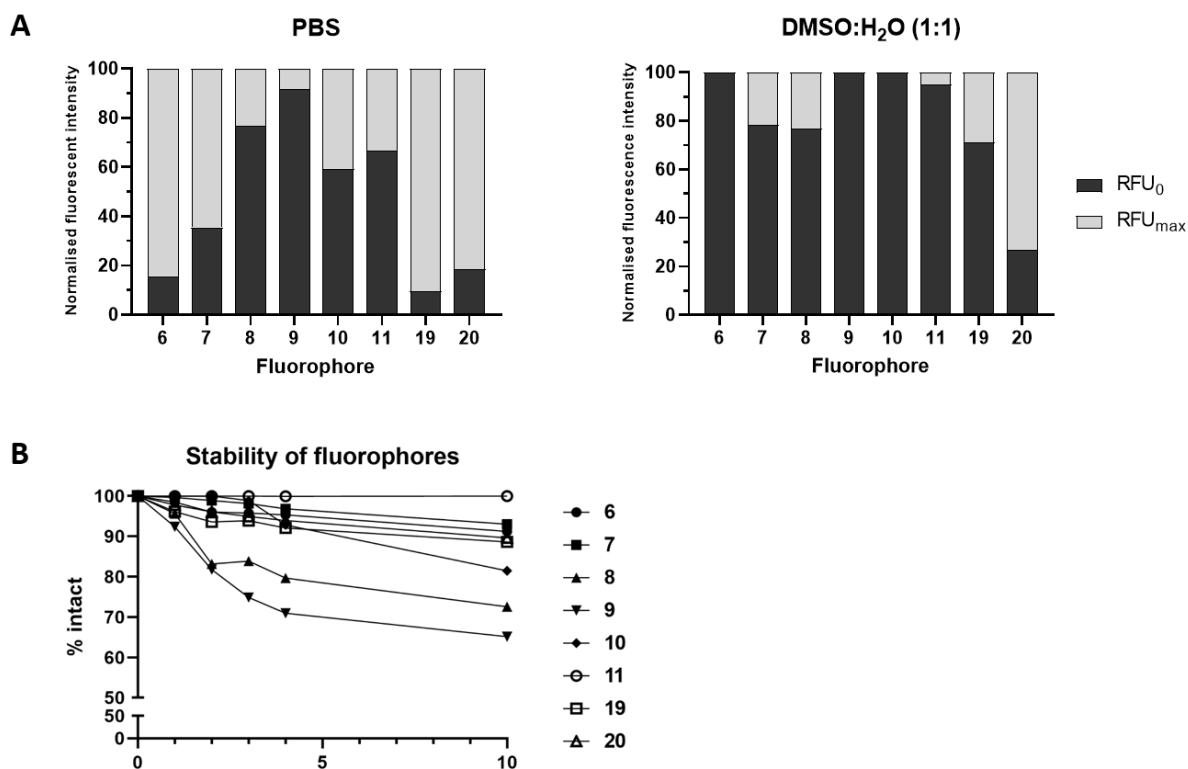 A
PBS
DMSO:H₂O (1:1)
Normalised fluorescent intensity
100
80
60
40
20
0
6 7 8 9 10 11 19 20
Fluorophore
Normalised fluorescence intensity
100
80
60
40
20
0
6 7 8 9 10 11 19 20
Fluorophore
RFU₀
RFUₘₐₓ
B
Stability of fluorophores
% intact
100
90
80
70
60
50
50
0
0 5 10
6
7
8
9
10
11
19
20